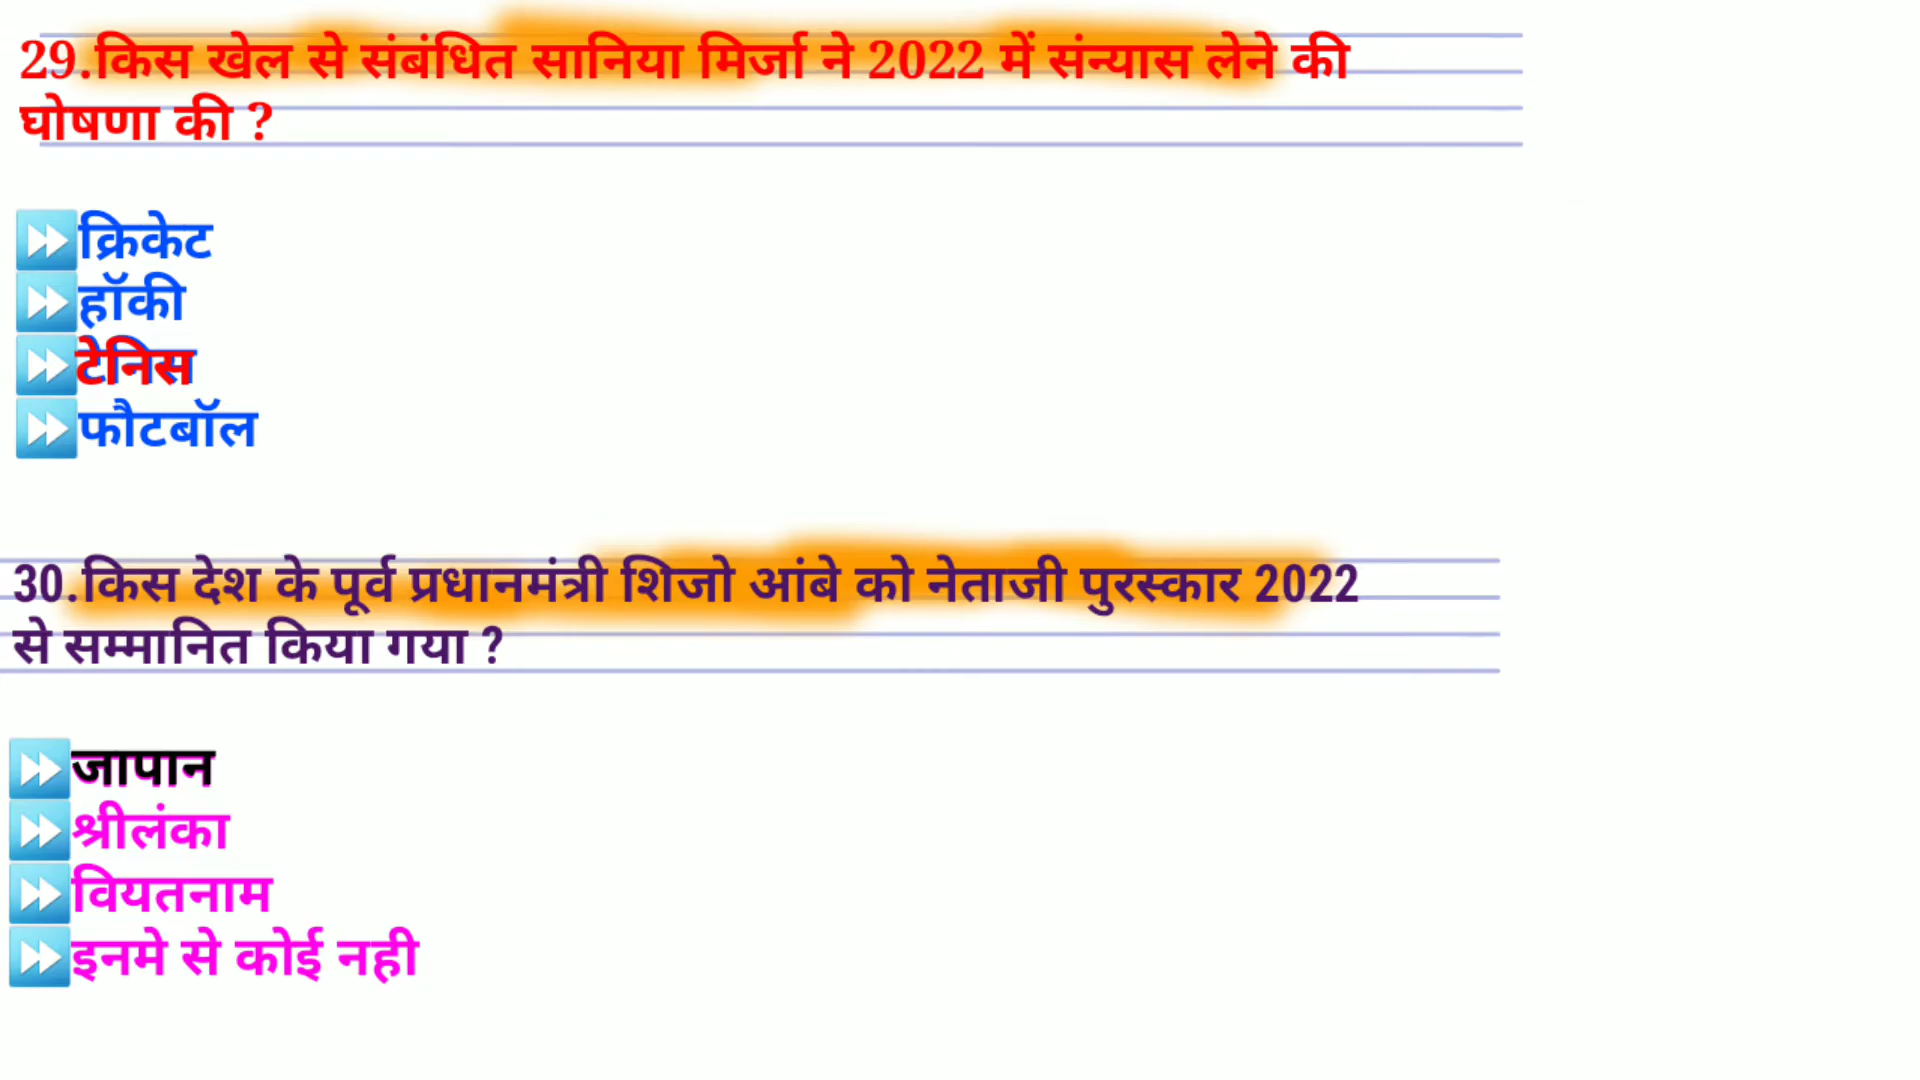 29.किस खेल से संबंधित सानिया मिर्जा ने 2022 में संन्यास लेने की
घोषणा की ?
⏩क्रिकेट
⏩हॉकी
⏩टेनिस
⏩फौटबॉल
30.किस देश के पूर्व प्रधानमंत्री शिजो आंबे को नेताजी पुरस्कार 2022
से सम्मानित किया गया ?
⏩जापान
⏩श्रीलंका
⏩वियतनाम
⏩इनमे से कोई नही